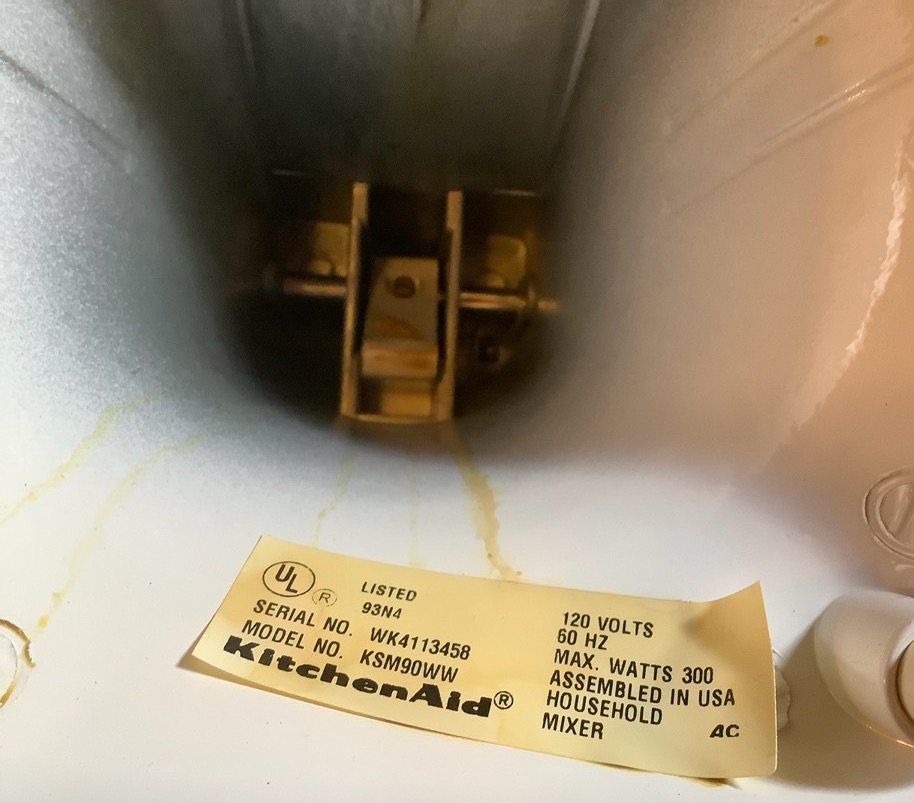 UL ® LISTED
93N4
SERIAL NO. WK4113458
MODEL NO. KSM90WW
KitchenAid®
120 VOLTS
60 HZ
MAX. WATTS 300
ASSEMBLED IN USA
HOUSEHOLD
MIXER AC